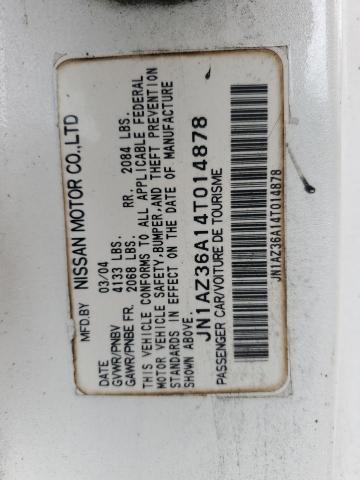 MFD.BY NISSAN MOTOR CO.,LTD
DATE 03/04
GVWR/PNBV 4133 LBS.
GAWR/PNBE FR. 2068 LBS. RR. 2084 LBS.
THIS VEHICLE CONFORMS TO ALL APPLICABLE FEDERAL
MOTOR VEHICLE SAFETY,BUMPER,AND THEFT PREVENTION
STANDARDS IN EFFECT ON THE DATE OF MANUFACTURE
SHOWN ABOVE.
JN1AZ36A14T014878
PASSENGER CAR/VOITURE DE TOURISME
JN1AZ36A14T014878